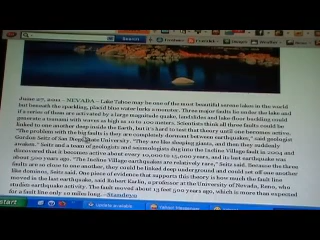 Search
Facebook
Weather
June 27, 2011 – NEVADA – Lake Tahoe may be one of the most beautiful serene lakes in the world
but beneath the sparkling, placid blue water lurks a monster. Three major faults lie under the lake and
if a series of them are activated by a large magnitude quake, landslides and lake floor bedding could
generate a tsunami with waves as high as 10 to 100 meters. Scientists think all three faults could be
linked to one another deep inside the Earth, but it's hard to test that theory until one becomes active.
"The problem with the big faults is they are completely dormant between earthquakes," said geologist
Gordon Seitz of San Diego State University. "They are like sleeping giants, and then they suddenly
awaken." Seitz and a team of geologists and seismologists dug into the Incline Village fault in 2004 and
discovered that it becomes active about every 10,000 to 15,000 years, and its last earthquake was
about 500 years ago. "The Incline Village earthquakes are relatively rare," Seitz said. Because the three
faults are so close to one another, they could be linked deep underground and could set off one another
like dominos, Seitz said. One piece of evidence that supports this theory is how much the fault line
moved in the last earthquake, said Robert Karlin, a professor at the University of Nevada, Reno, who
studies earthquake activity. The fault moved about 15 feet 500 years ago, which is more than expected
for a fault line only 10 miles long. –Standeyo
start